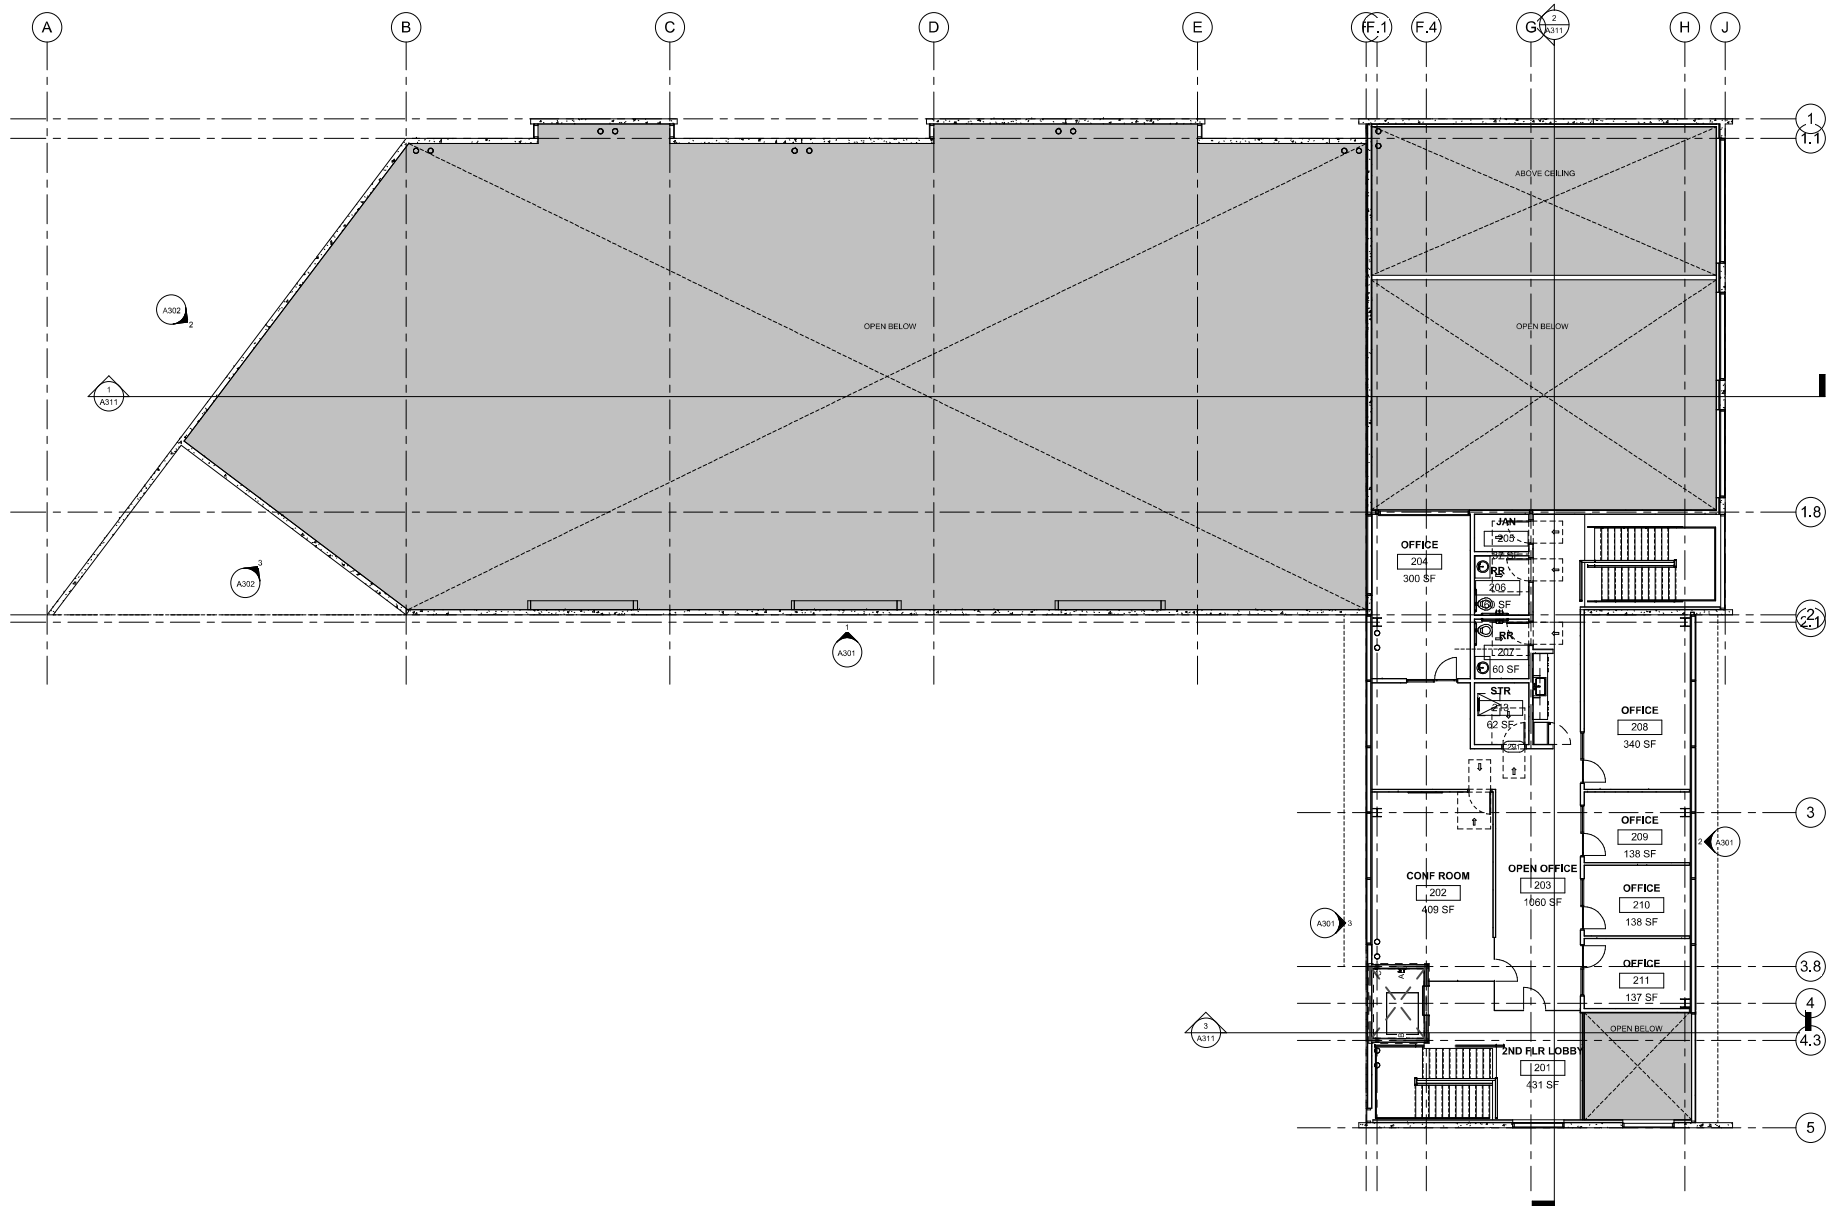 A
B
C
D
E
F.1
F.4
G
2
A311
H
J
1
1.1
ABOVE CEILING
A302
2
OPEN BELOW
OPEN BELOW
1
A311
1.8
JAN
205
OFFICE
204
300 SF
RR
206
60 SF
3
A302
2
2.1
1
A301
RR
207
60 SF
STR
213
62 SF
OFFICE
208
340 SF
3
OFFICE
209
138 SF
2
A301
CONF ROOM
202
409 SF
OPEN OFFICE
203
1060 SF
OFFICE
210
138 SF
A301
3
3.8
OFFICE
211
137 SF
4
3
A311
OPEN BELOW
4.3
2ND FLR LOBBY
201
431 SF
5